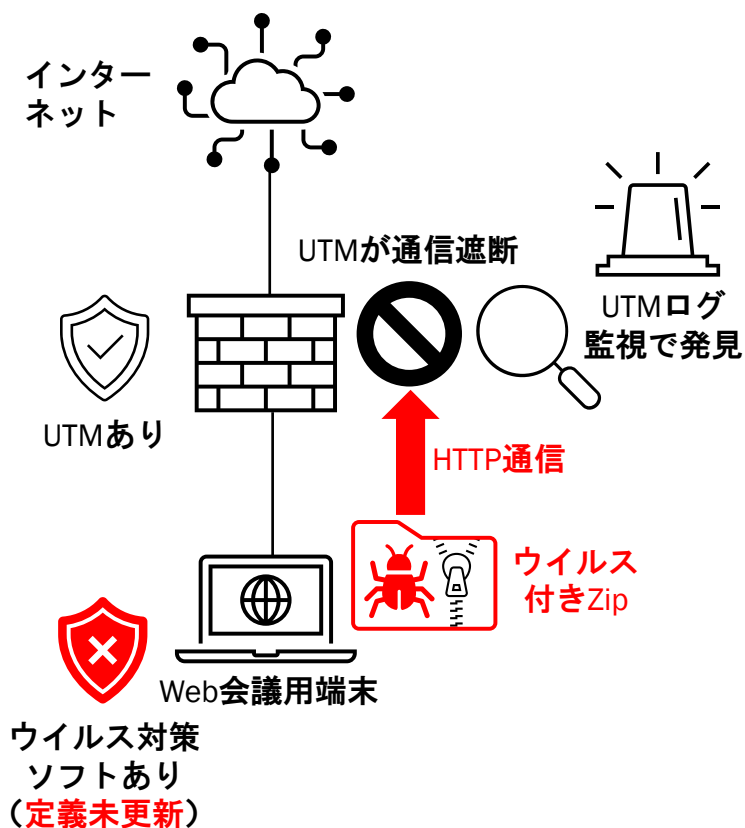 インター
ネット
UTMが通信遮断
UTMログ
監視で発見
UTMあり
HTTP通信
ウイルス
付きZip
Web会議用端末
ウイルス対策
ソフトあり
（定義未更新）